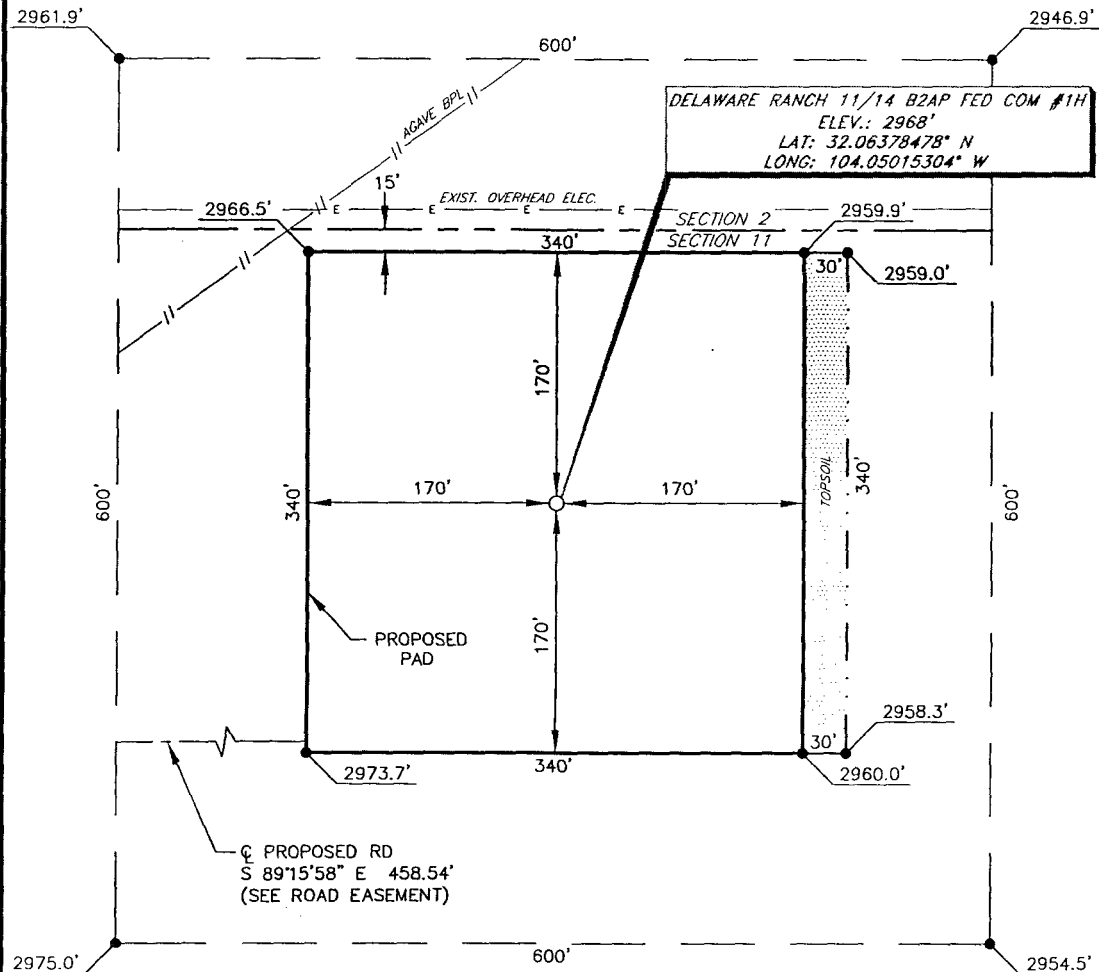 2961.9'
2946.9'
600'
AGAVE BPL
DELAWARE RANCH 11/14 B2AP FED COM #1H
ELEV.: 2968'
LAT: 32.06378478° N
LONG: 104.05015304° W
15'
EXIST. OVERHEAD ELEC.
E E E E
2966.5'
SECTION 2
2959.9'
340'
SECTION 11
30'
2959.0'
170'
600'
340'
170'
170'
TOPSOIL
340'
600'
PROPOSED
PAD
170'
2958.3'
30'
2973.7'
340'
2960.0'
℄ PROPOSED RD
S 89°15'58" E 458.54'
(SEE ROAD EASEMENT)
2975.0'
600'
2954.5'